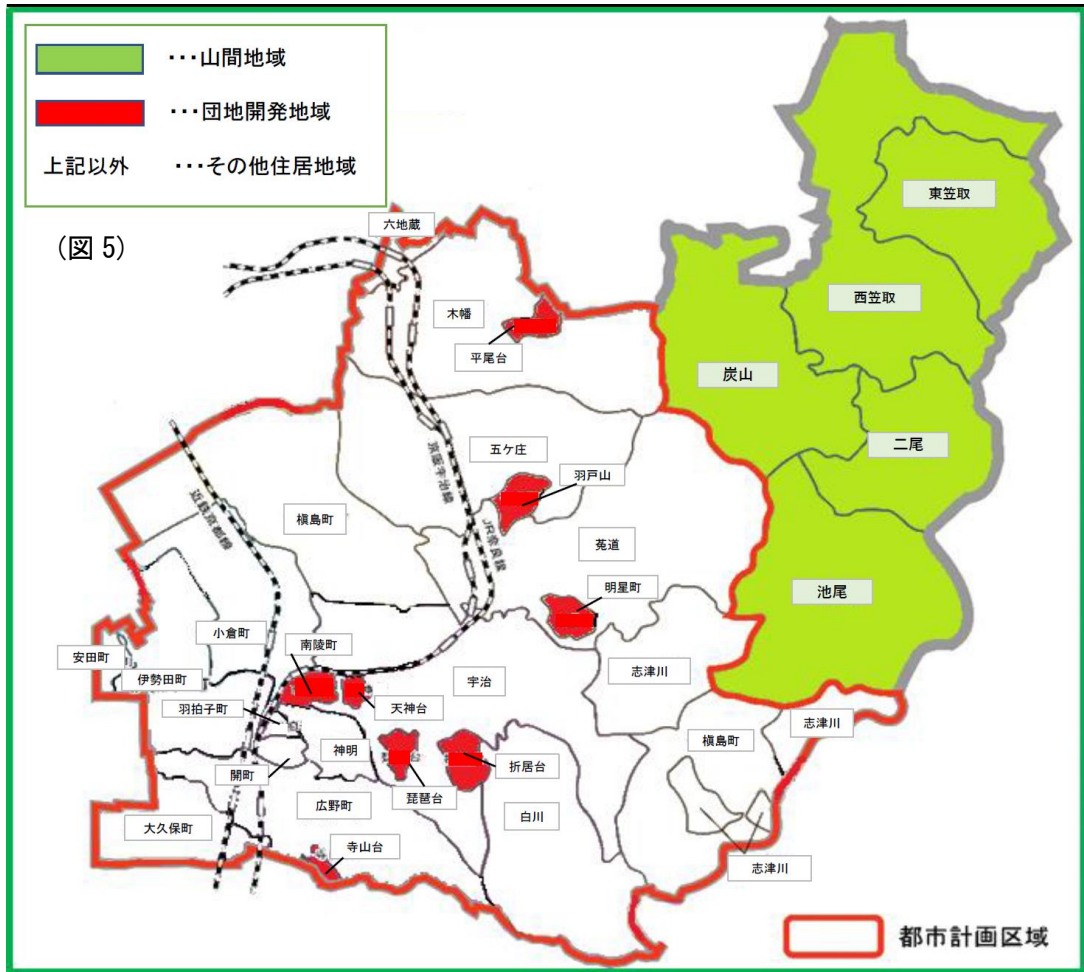 ･･･山間地域
･･･団地開発地域
上記以外 ･･･その他住居地域
(図 5)
六地蔵
東笠取
木幡
西笠取
平尾台
炭山
二尾
五ケ庄
羽戸山
京阪宇治線
近鉄京都線
槇島町
JR奈良線
莵道
明星町
池尾
小倉町
南陵町
安田町
伊勢田町
宇治
志津川
羽拍子町
天神台
志津川
槇島町
神明
折居台
開町
琵琶台
広野町
白川
大久保町
寺山台
志津川
都市計画区域